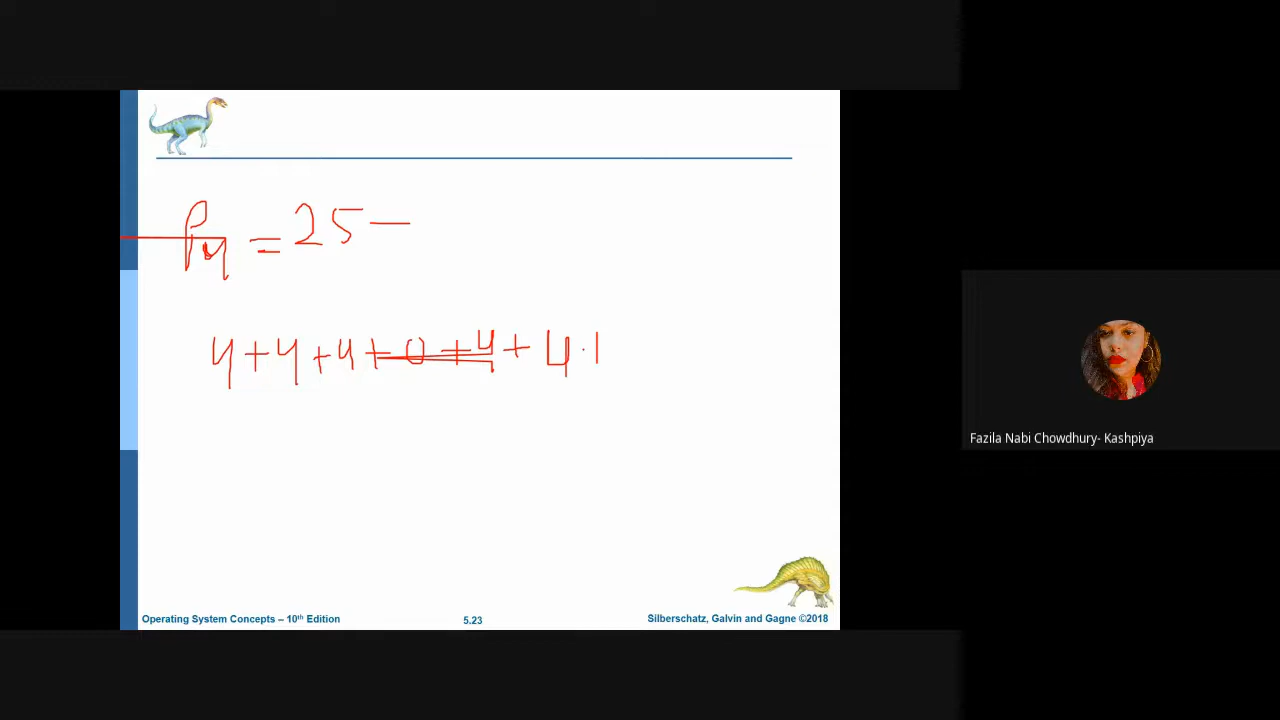 P4 = 25 –
4 + 4 + 4 + 0 + 4 + 4.1
Fazila Nabi Chowdhury- Kashpiya
Operating System Concepts – 10th Edition 5.23 Silberschatz, Galvin and Gagne ©2018